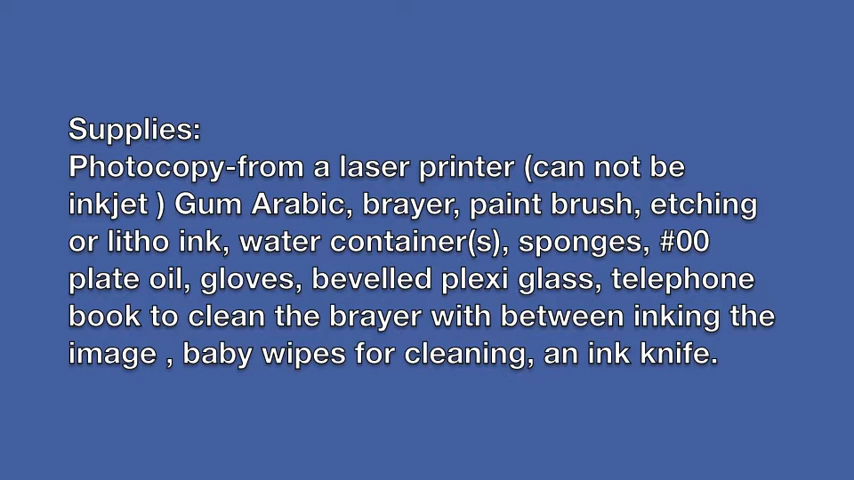 Supplies:
Photocopy-from a laser printer (can not be
inkjet ) Gum Arabic, brayer, paint brush, etching
or litho ink, water container(s), sponges, #00
plate oil, gloves, bevelled plexi glass, telephone
book to clean the brayer with between inking the
image , baby wipes for cleaning, an ink knife.